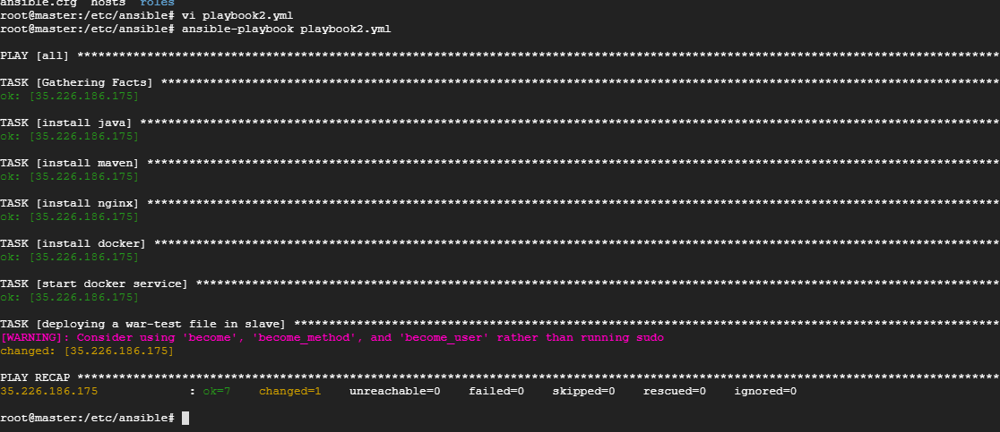 ansible.cfg  hosts  roles
root@master:/etc/ansible# vi playbook2.yml
root@master:/etc/ansible# ansible-playbook playbook2.yml
PLAY [all] ************************************************************************************************************************************
TASK [Gathering Facts] ************************************************************************************************************************
ok: [35.226.186.175]
TASK [install java] ***************************************************************************************************************************
ok: [35.226.186.175]
TASK [install maven] **************************************************************************************************************************
ok: [35.226.186.175]
TASK [install nginx] **************************************************************************************************************************
ok: [35.226.186.175]
TASK [install docker] *************************************************************************************************************************
ok: [35.226.186.175]
TASK [start docker service] *******************************************************************************************************************
ok: [35.226.186.175]
TASK [deploying a war-test file in slave] *****************************************************************************************************
[WARNING]: Consider using 'become', 'become_method', and 'become_user' rather than running sudo
changed: [35.226.186.175]
PLAY RECAP ************************************************************************************************************************************
35.226.186.175             : ok=7    changed=1    unreachable=0    failed=0    skipped=0    rescued=0    ignored=0
root@master:/etc/ansible#